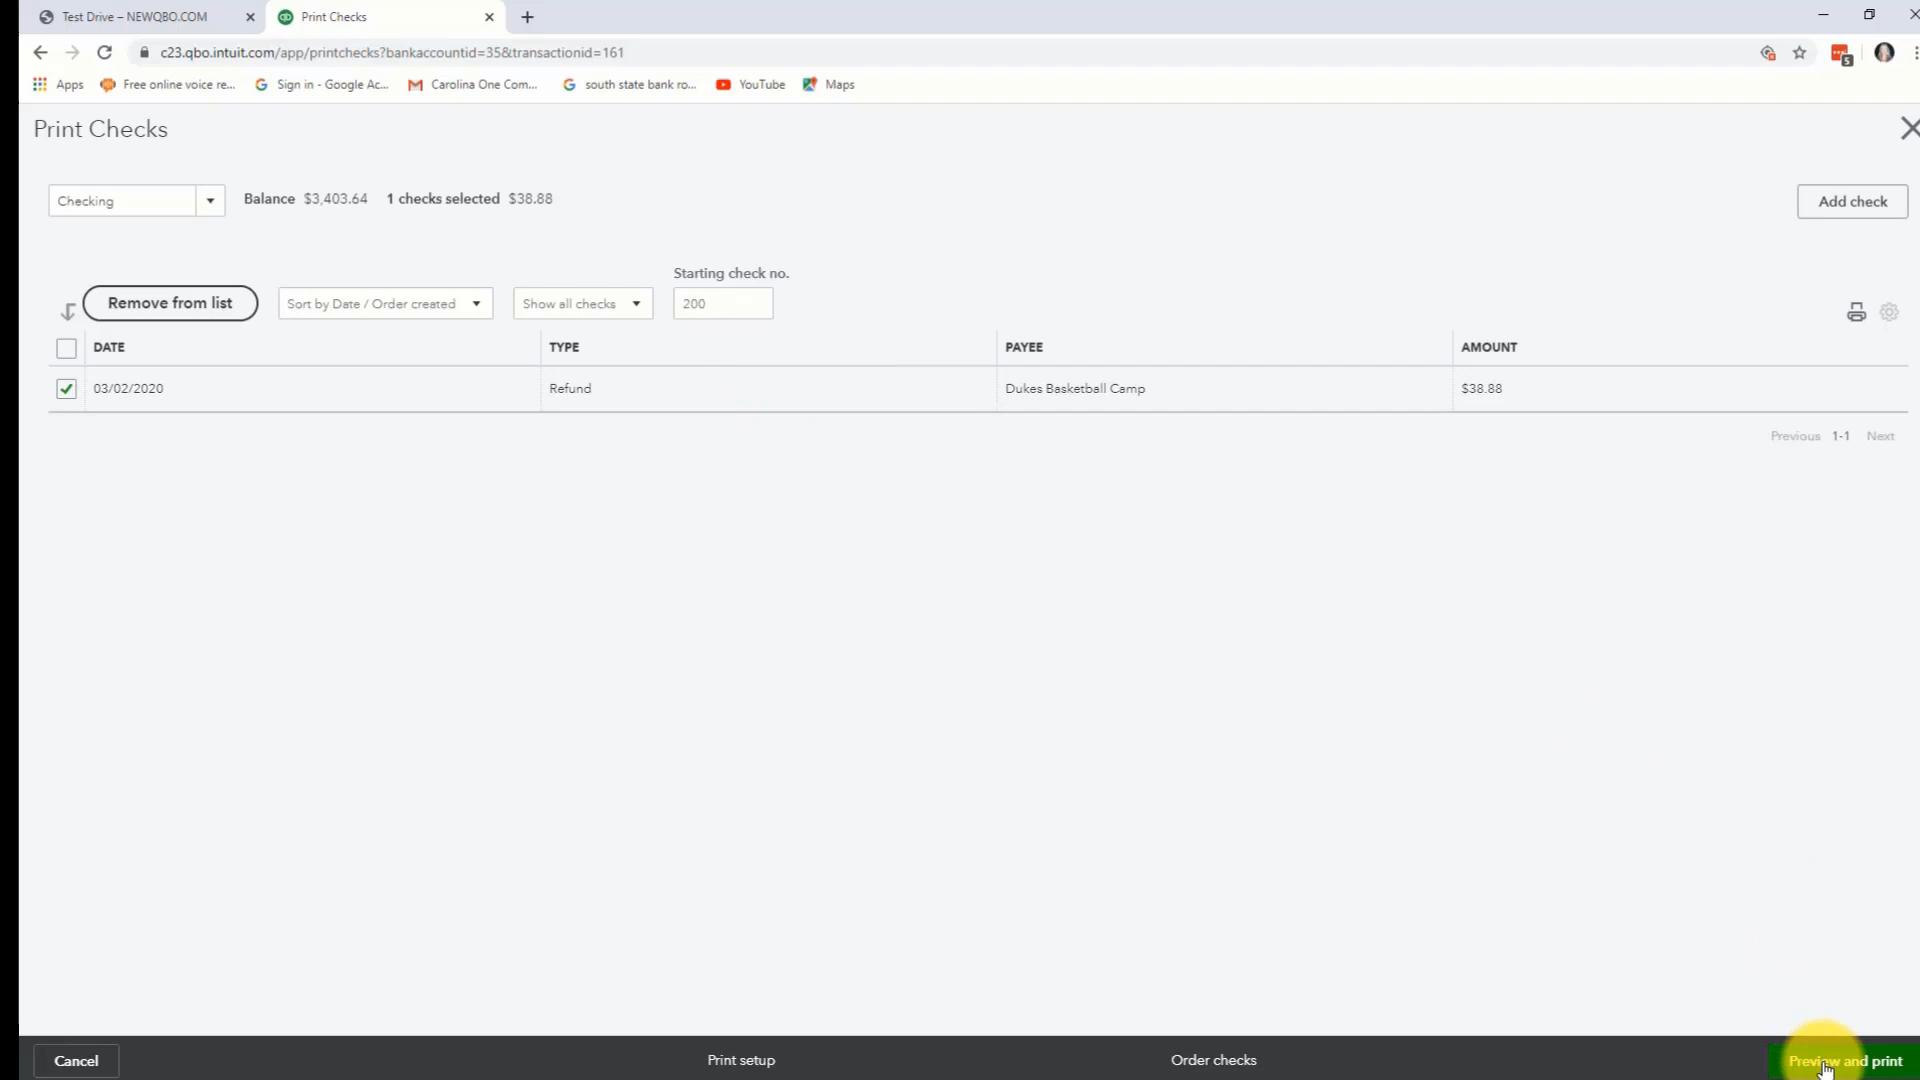 Test Drive – NEWQBO.COM
Print Checks
c23.qbo.intuit.com/app/printchecks?bankaccountid=35&transactionid=161
5
Apps
Free online voice re...
Sign in - Google Ac...
Carolina One Com...
south state bank ro...
YouTube
Maps
Print Checks
Checking
Balance $3,403.64 1 checks selected $38.88
Add check
Starting check no.
Remove from list
Sort by Date / Order created
Show all checks
200
DATE TYPE PAYEE AMOUNT
03/02/2020 Refund Dukes Basketball Camp $38.88
Previous 1-1 Next
Cancel
Print setup
Order checks
Preview and print